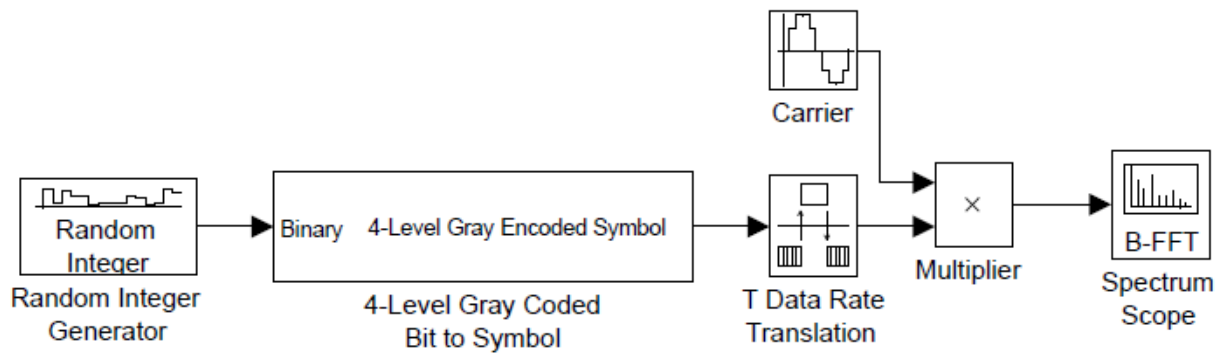 Carrier
Random
Integer
Random Integer
Generator
Binary
4-Level Gray Encoded Symbol
4-Level Gray Coded
Bit to Symbol
T Data Rate
Translation
×
Multiplier
B-FFT
Spectrum
Scope